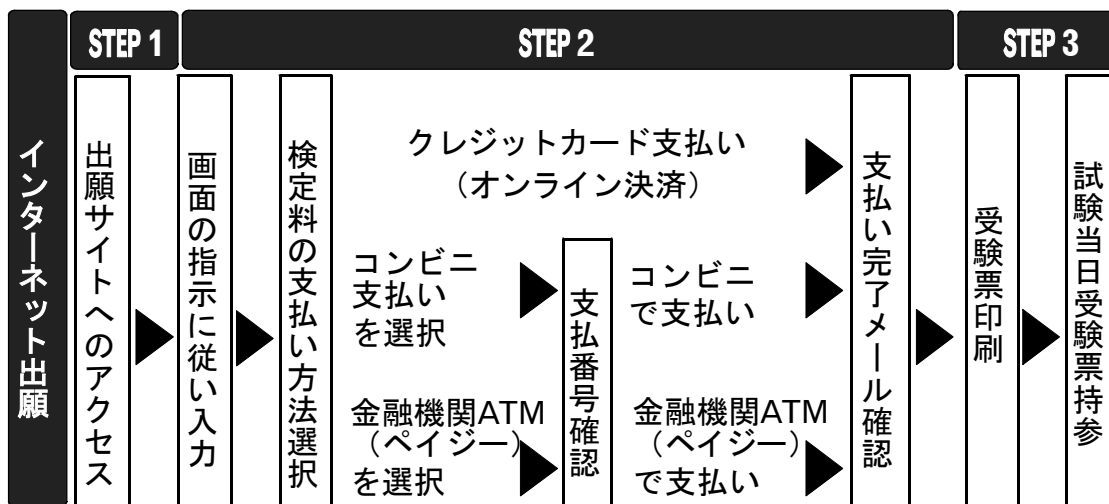 STEP 1
STEP 2
STEP 3
インターネット出願
出願サイトへのアクセス
画面の指示に従い入力
検定料の支払い方法選択
クレジットカード支払い
（オンライン決済）
コンビニ
支払い
を選択
金融機関ATM
（ペイジー）
を選択
支払番号確認
コンビニ
で支払い
金融機関ATM
（ペイジー）
で支払い
支払い完了メール確認
受験票印刷
試験当日受験票持参